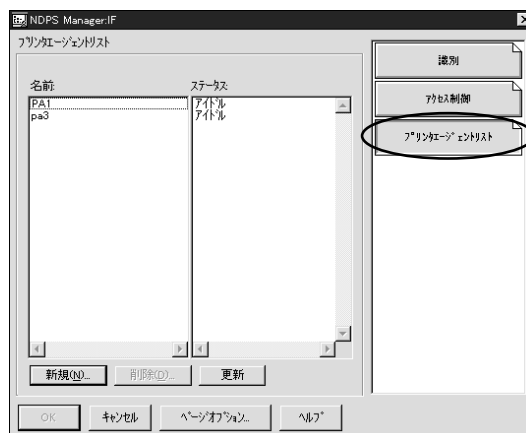 NDPS Manager:IF
プリンタエージェントリスト
名前:
ステータス:
PA1
アイドル
pa3
アイドル
新規(N)...
削除(D)...
更新
識別
アクセス制御
プリンタエージェントリスト
OK
キャンセル
ページオプション...
ヘルプ